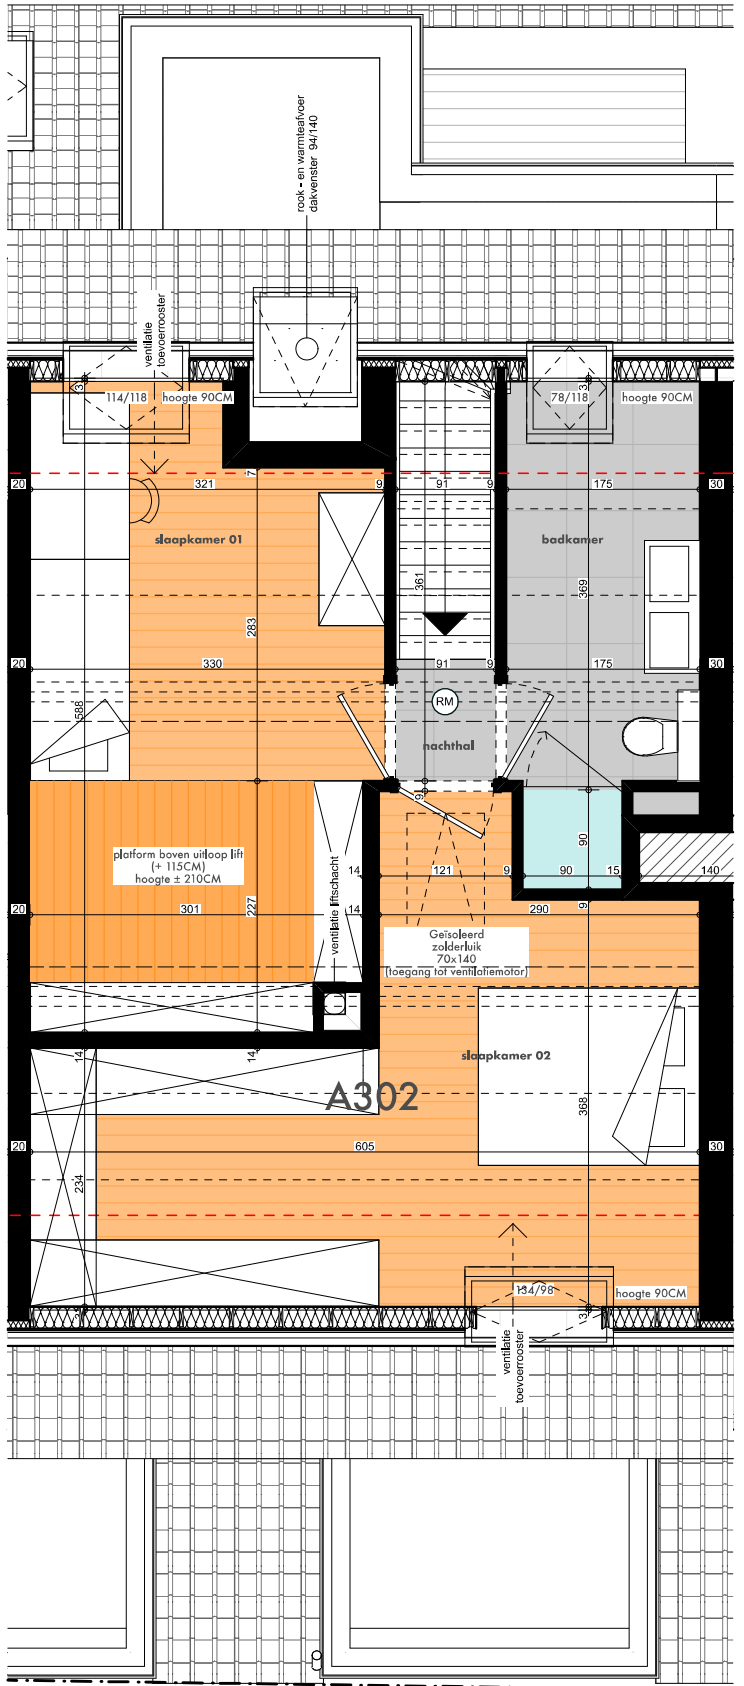 rook - en warmteafvoer
dakvenster 94/140
ventilatie
toevoerrooster
3
114/118
hoogte 90CM
3
78/118
hoogte 90CM
20
321
7
9
91
9
175
30
slaapkamer 01
badkamer
361
369
283
20
330
91
9
175
30
588
RM
nachthal
9
platform boven uitloop lift
(+ 115CM)
hoogte ± 210CM
90
14
121
9
90
15
140
ventilatie liftschacht
20
301
227
14
9
290
Geïsoleerd
zolderluik
70x140
(toegang tot ventilatiemotor)
14
14
slaapkamer 02
A302
368
20
605
30
234
134/98
hoogte 90CM
3
ventilatie
toevoerrooster